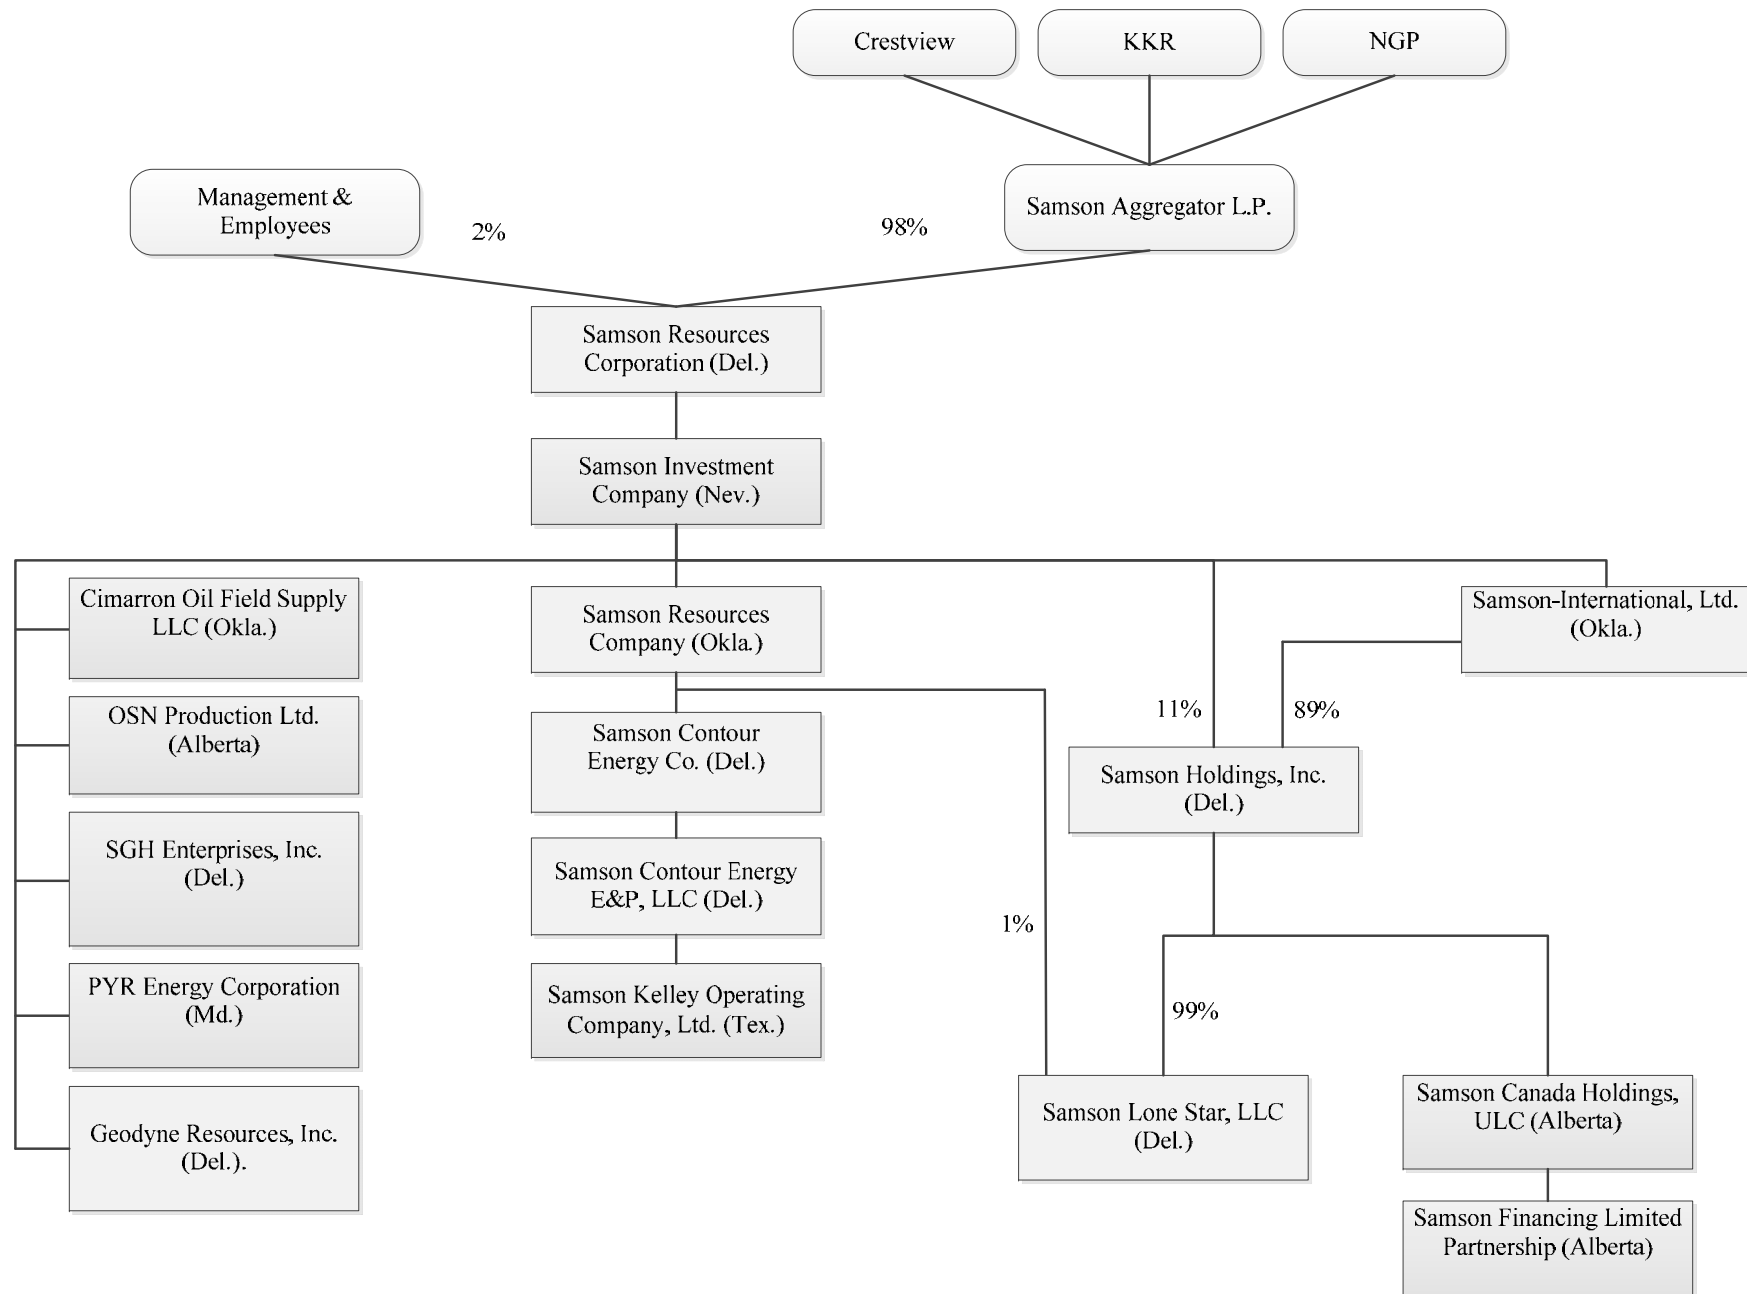 Crestview
KKR
NGP
Management &
Employees
2%
98%
Samson Aggregator L.P.
Samson Resources
Corporation (Del.)
Samson Investment
Company (Nev.)
Cimarron Oil Field Supply
LLC (Okla.)
Samson Resources
Company (Okla.)
Samson-International, Ltd.
(Okla.)
OSN Production Ltd.
(Alberta)
Samson Contour
Energy Co. (Del.)
11%
89%
Samson Holdings, Inc.
(Del.)
SGH Enterprises, Inc.
(Del.)
Samson Contour Energy
E&P, LLC (Del.)
1%
PYR Energy Corporation
(Md.)
Samson Kelley Operating
Company, Ltd. (Tex.)
99%
Geodyne Resources, Inc.
(Del.).
Samson Lone Star, LLC
(Del.)
Samson Canada Holdings,
ULC (Alberta)
Samson Financing Limited
Partnership (Alberta)